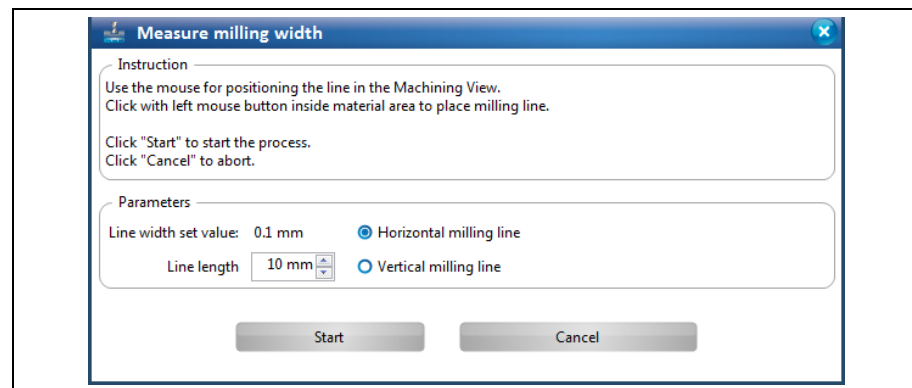 Measure milling width
Instruction
Use the mouse for positioning the line in the Machining View.
Click with left mouse button inside material area to place milling line.
Click "Start" to start the process.
Click "Cancel" to abort.
Parameters
Line width set value: 0.1 mm Horizontal milling line
Line length 10 mm Vertical milling line
Start Cancel